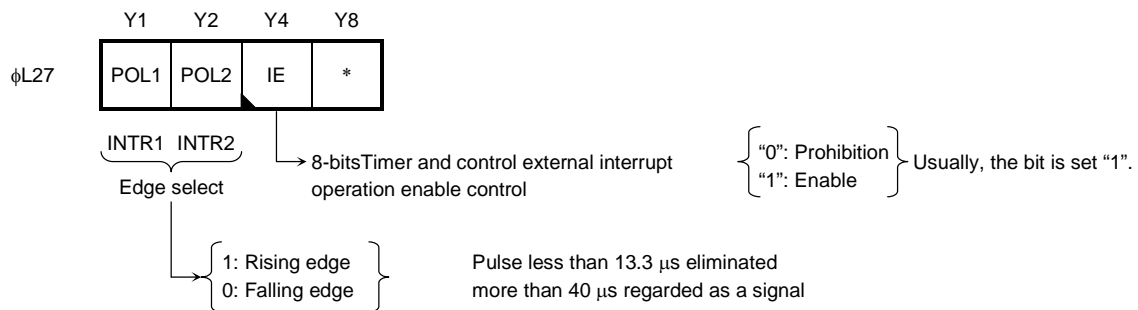 Y1 Y2 Y4 Y8
φL27 POL1 POL2 IE *
INTR1 INTR2
Edge select
8-bitsTimer and control external interrupt
operation enable control
“0”: Prohibition
“1”: Enable
Usually, the bit is set “1”.
1: Rising edge
0: Falling edge
Pulse less than 13.3 μs eliminated
more than 40 μs regarded as a signal